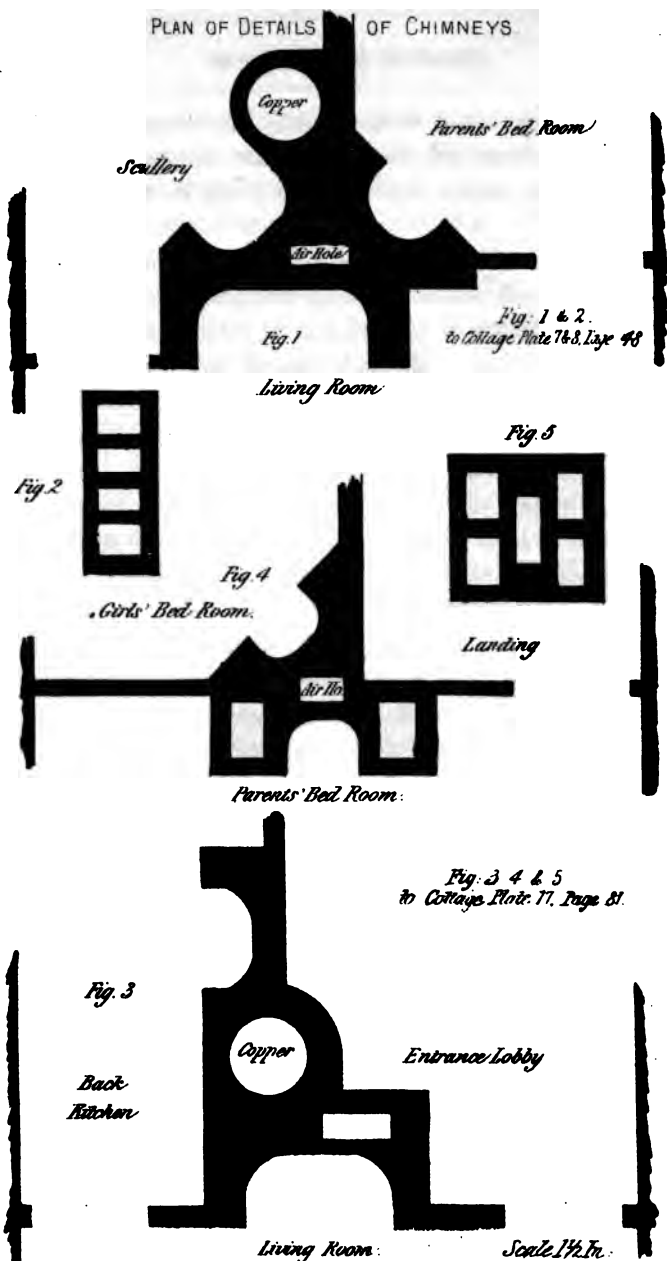 PLAN OF DETAILS OF CHIMNEYS
Copper
Parents' Bed Room
Scullery
Air Hole
Fig. 1
Fig: 1 & 2.
to Cottage Plate 7&8, Page 48
Living Room
Fig. 2
Fig. 5
Fig. 4
Girls' Bed Room.
Landing
Air Ho
Parents' Bed Room:
Fig: 3 4 & 5
to Cottage Plate. 17, Page 81.
Fig. 3
Copper
Entrance Lobby
Back
Kitchen
Living Room:
Scale 1½ In: